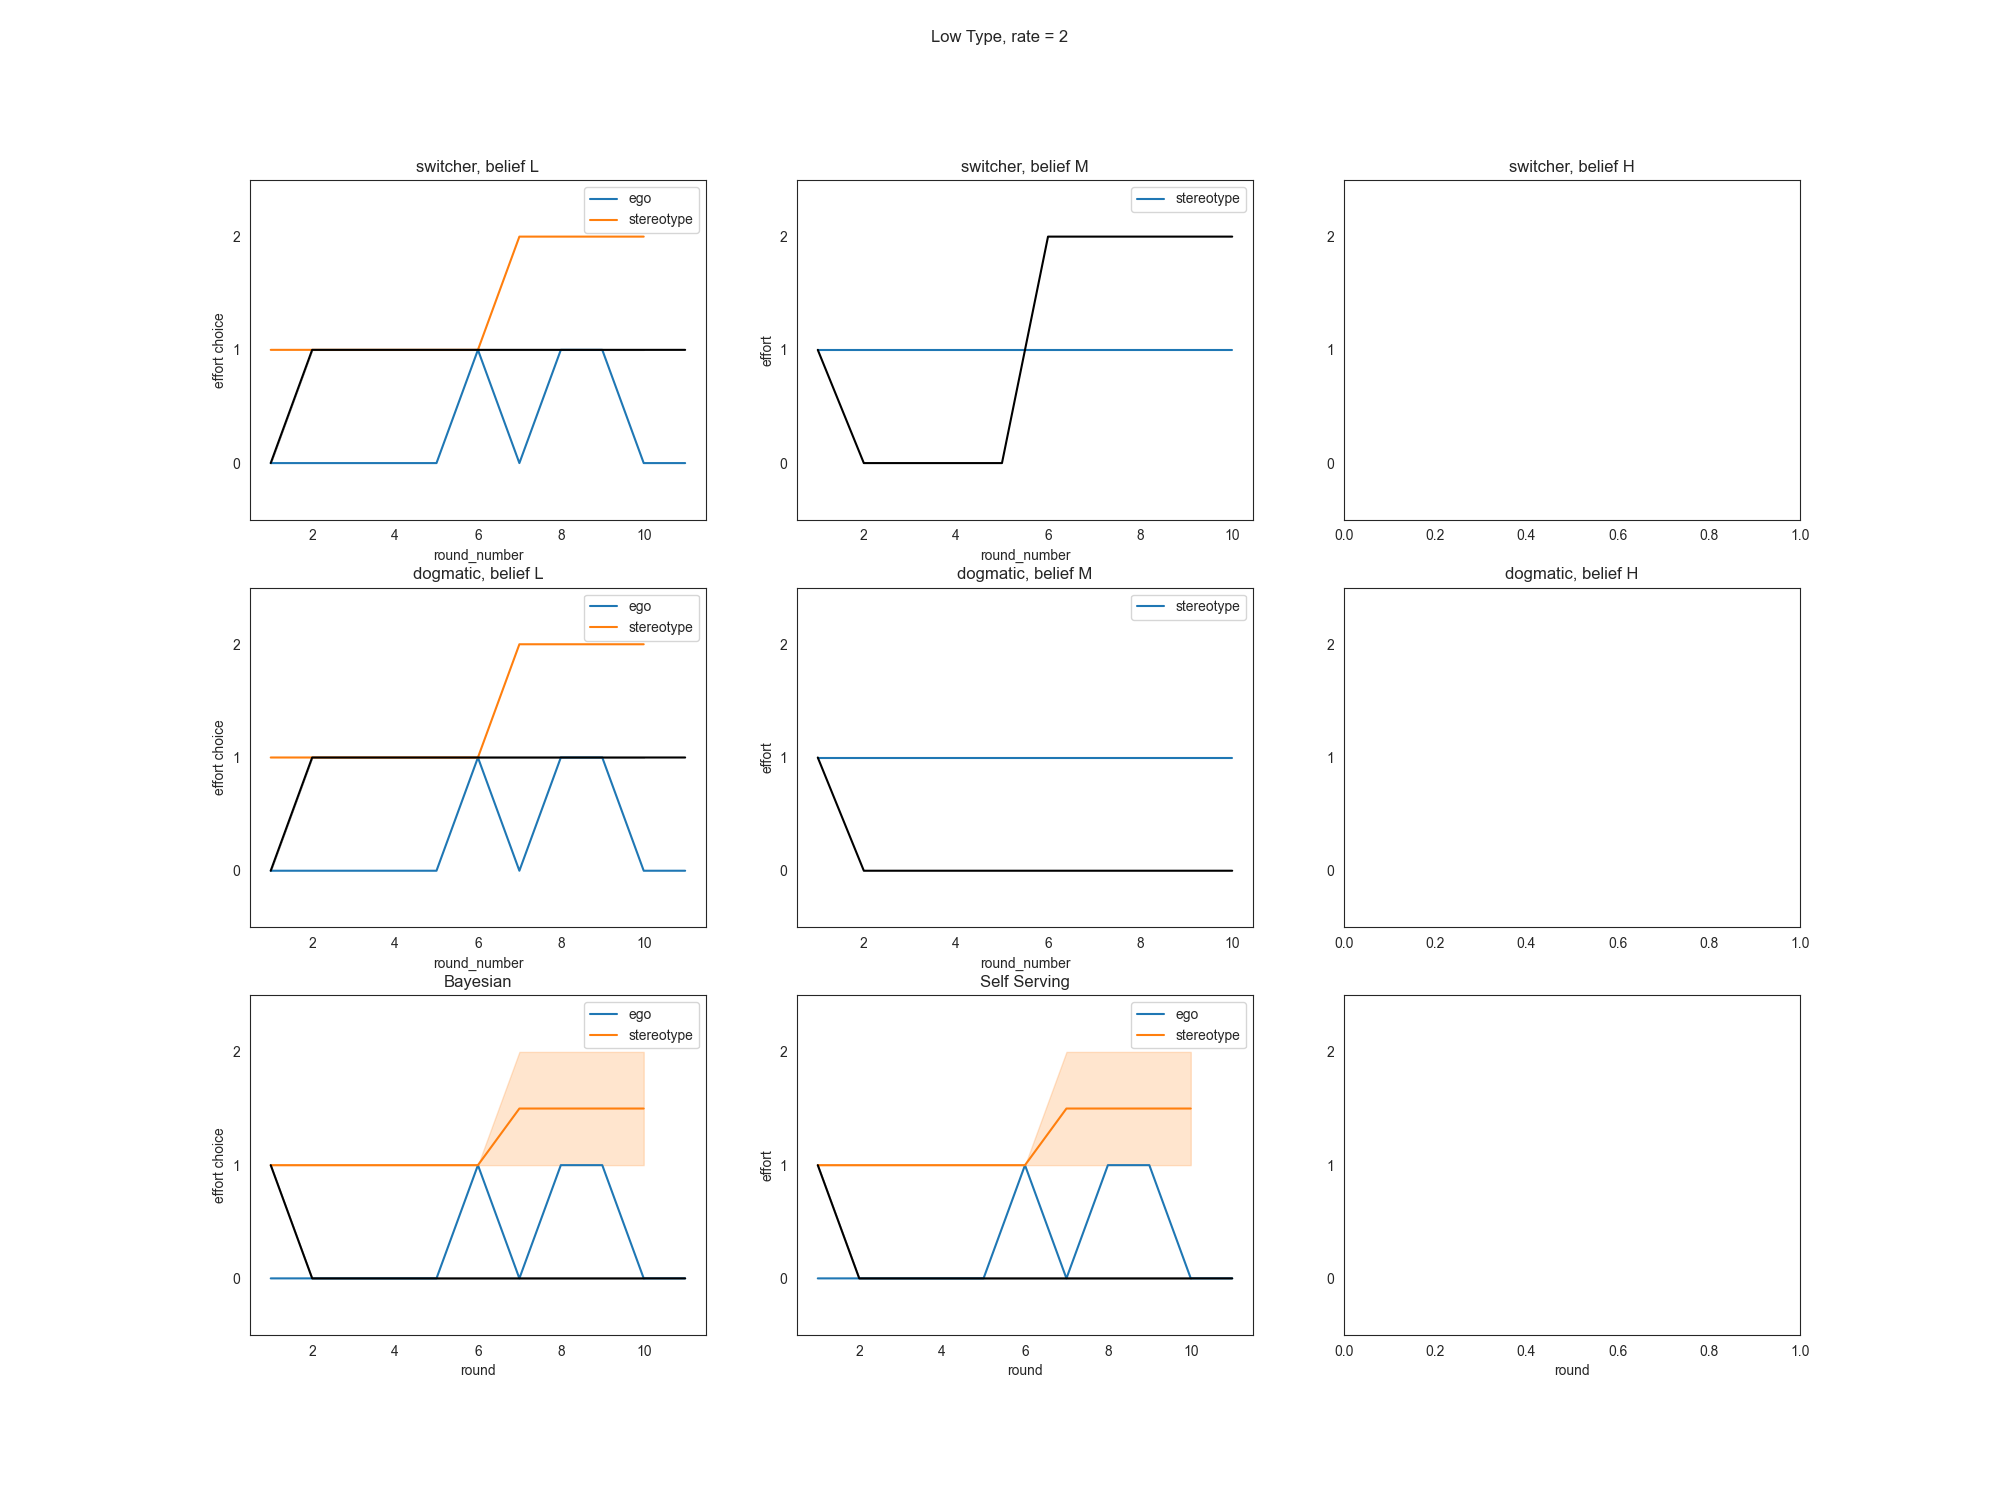 Low Type, rate = 2
switcher, belief L
switcher, belief M
switcher, belief H
ego
stereotype
stereotype
2
1
0
effort choice
2
1
0
effort
2
1
0
2 4 6 8 10
round_number
2 4 6 8 10
round_number
0.0 0.2 0.4 0.6 0.8 1.0
dogmatic, belief L
dogmatic, belief M
dogmatic, belief H
ego
stereotype
stereotype
2
1
0
effort choice
2
1
0
effort
2
1
0
2 4 6 8 10
round_number
2 4 6 8 10
round_number
0.0 0.2 0.4 0.6 0.8 1.0
Bayesian
Self Serving
ego
stereotype
ego
stereotype
2
1
0
effort choice
2
1
0
effort
2
1
0
2 4 6 8 10
round
2 4 6 8 10
round
0.0 0.2 0.4 0.6 0.8 1.0
round